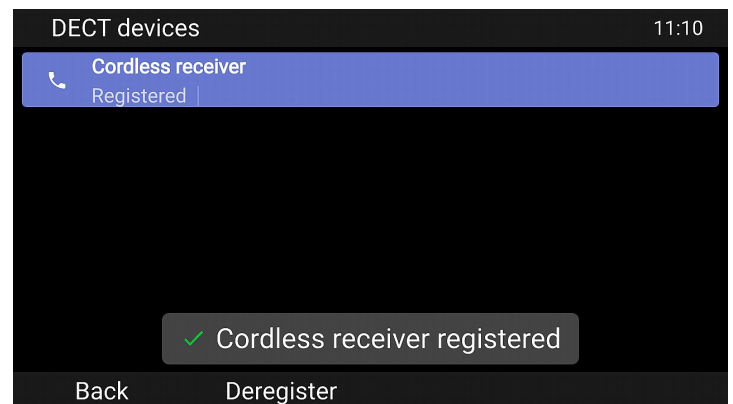 DECT devices 11:10
Cordless receiver
Registered
Cordless receiver registered
Back Deregister